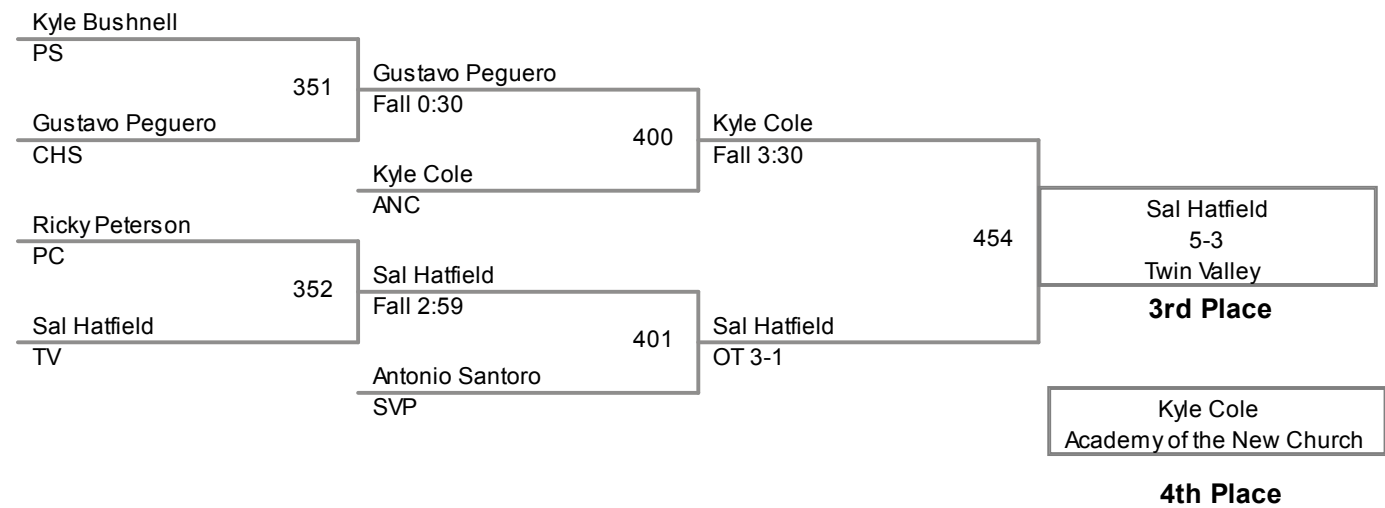 Kyle Bushnell
PS
351
Gustavo Peguero
CHS
Ricky Peterson
PC
352
Sal Hatfield
TV
Gustavo Peguero
Fall 0:30
400
Kyle Cole
ANC
Sal Hatfield
Fall 2:59
401
Antonio Santoro
SVP
Kyle Cole
Fall 3:30
454
Sal Hatfield
OT 3-1
Sal Hatfield
5-3
Twin Valley
3rd Place
Kyle Cole
Academy of the New Church
4th Place